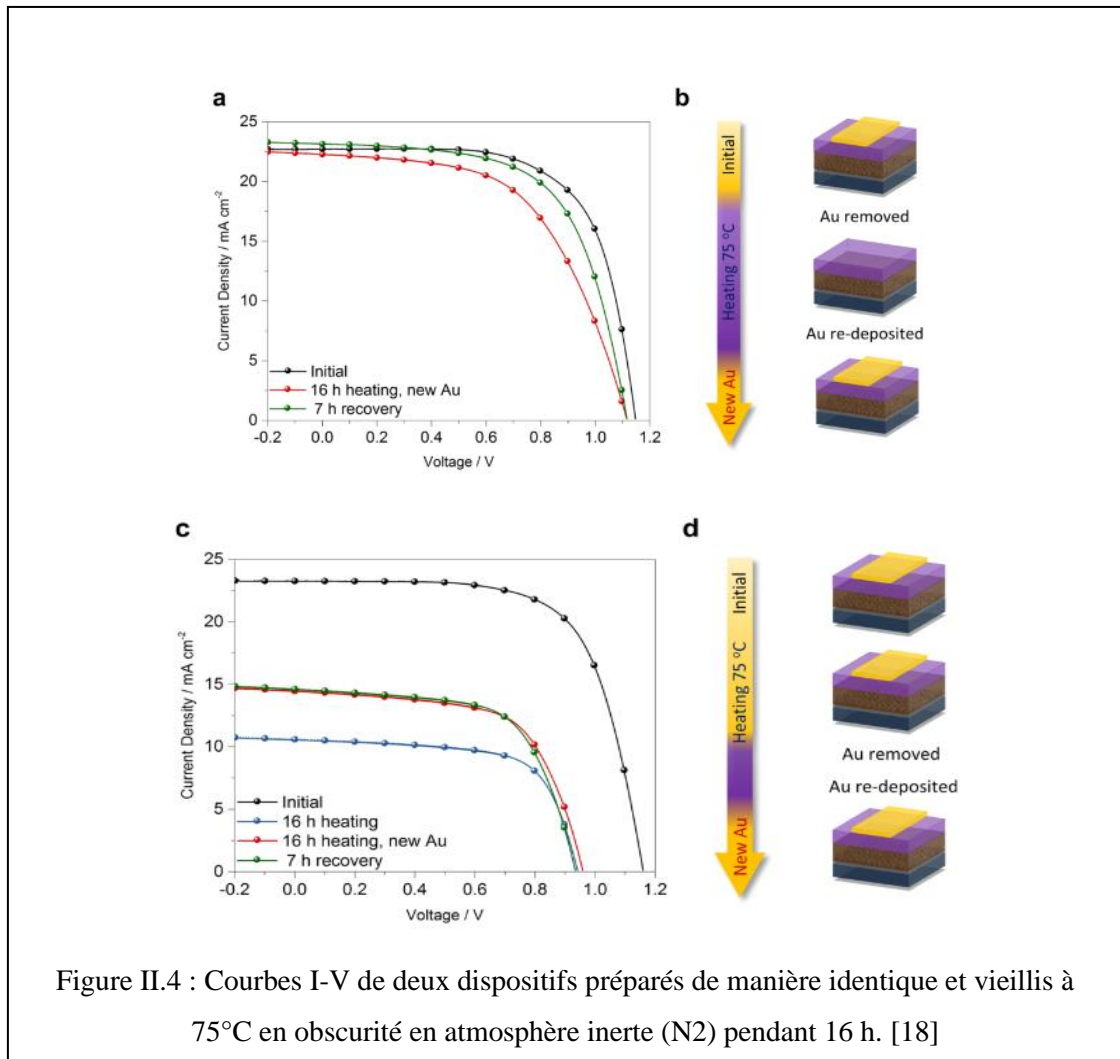 a
25
20
15
10
5
0
Current Density / mA cm-2
Initial
16 h heating, new Au
7 h recovery
-0.2 0.0 0.2 0.4 0.6 0.8 1.0 1.2
Voltage / V
b
Initial
Heating 75 °C
New Au
Au removed
Au re-deposited
c
25
20
15
10
5
0
Current Density / mA cm-2
Initial
16 h heating
16 h heating, new Au
7 h recovery
-0.2 0.0 0.2 0.4 0.6 0.8 1.0 1.2
Voltage / V
d
Initial
Heating 75 °C
New Au
Au removed
Au re-deposited
Figure II.4 : Courbes I-V de deux dispositifs préparés de manière identique et vieillis à
75°C en obscurité en atmosphère inerte (N2) pendant 16 h. [18]